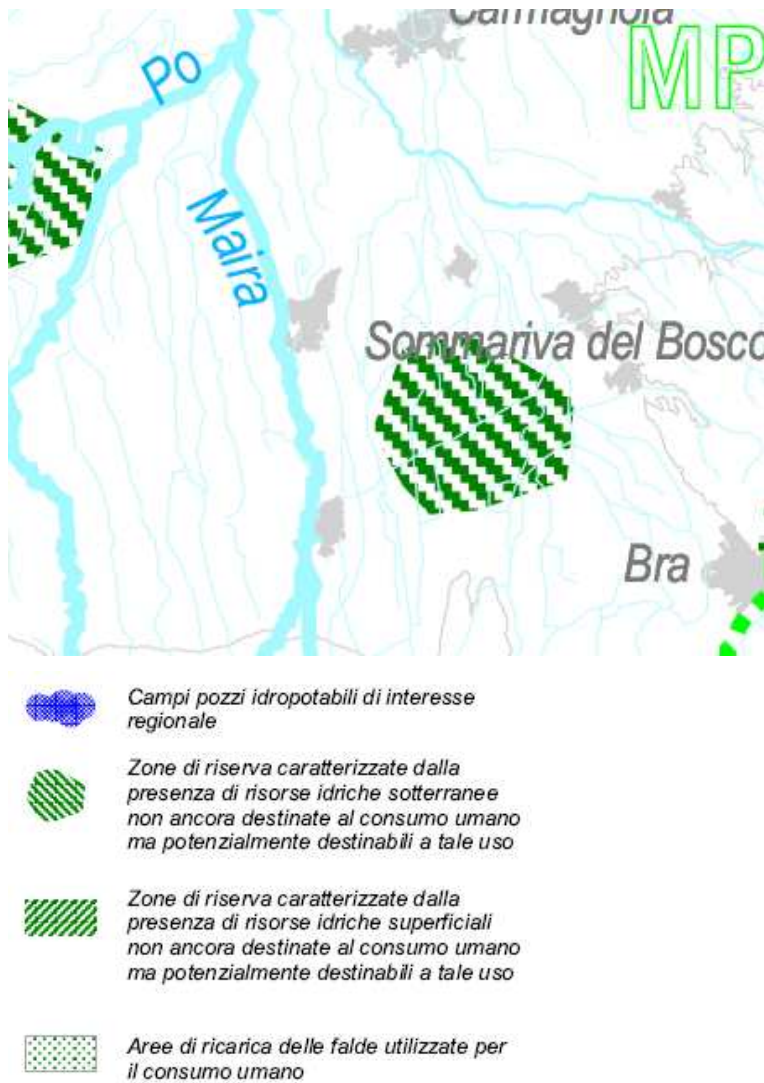 Carmagnola
MP
Po
Maira
Sommariva del Bosco
Bra
Campi pozzi idropotabili di interesse
regionale
Zone di riserva caratterizzate dalla
presenza di risorse idriche sotterranee
non ancora destinate al consumo umano
ma potenzialmente destinabili a tale uso
Zone di riserva caratterizzate dalla
presenza di risorse idriche superficiali
non ancora destinate al consumo umano
ma potenzialmente destinabili a tale uso
Aree di ricarica delle falde utilizzate per
il consumo umano